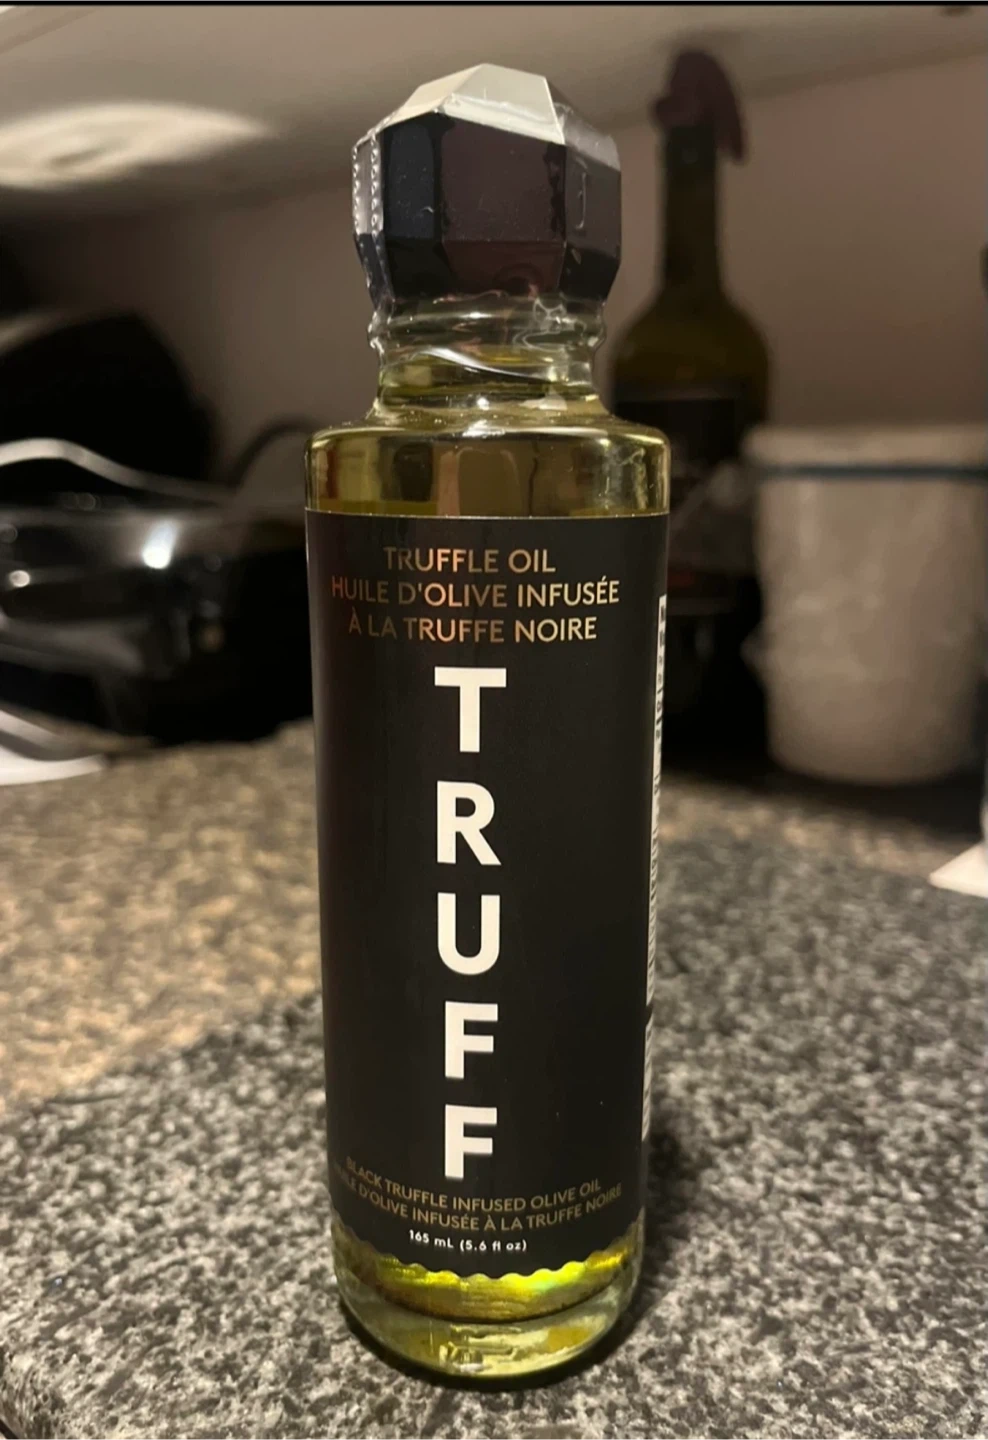 TRUFFLE OIL
HUILE D'OLIVE INFUSÉE
À LA TRUFFE NOIRE
TRUFF
BLACK TRUFFLE INFUSED OLIVE OIL
HUILE D'OLIVE INFUSÉE À LA TRUFFE NOIRE
165 mL (5.6 fl oz)